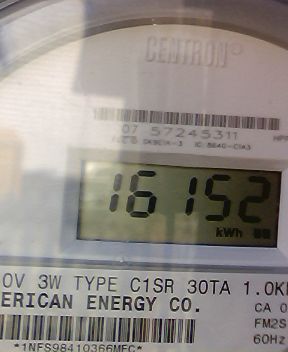 CENTRON®
07 57245311
16152
kWh
0V 3W TYPE C1SR 30TA 1.0K
ERICAN ENERGY CO.
CA 0
FM2S
60Hz
*1NFS98410366MFC*